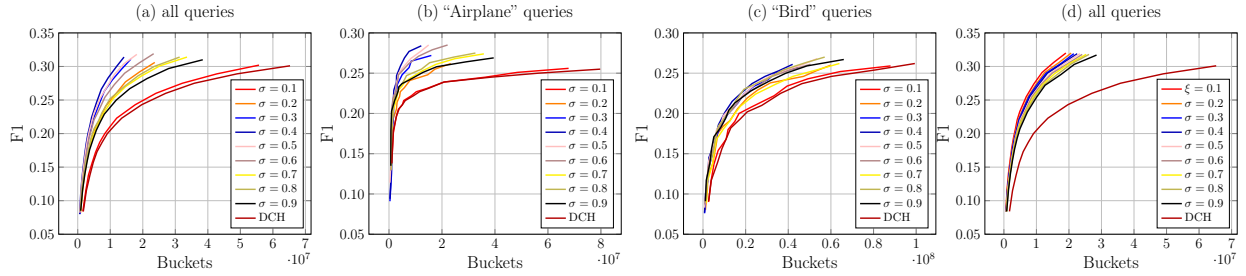 (a) all queries
F1
0.35
0.30
0.25
0.20
0.15
0.10
0.05
0 1 2 3 4 5 6 7
Buckets
·10⁷
σ = 0.1
σ = 0.2
σ = 0.3
σ = 0.4
σ = 0.5
σ = 0.6
σ = 0.7
σ = 0.8
σ = 0.9
DCH
(b) “Airplane” queries
F1
0.30
0.25
0.20
0.15
0.10
0.05
0 2 4 6 8
Buckets
·10⁷
σ = 0.1
σ = 0.2
σ = 0.3
σ = 0.4
σ = 0.5
σ = 0.6
σ = 0.7
σ = 0.8
σ = 0.9
DCH
(c) “Bird” queries
F1
0.30
0.25
0.20
0.15
0.10
0.05
0 0.2 0.4 0.6 0.8 1
Buckets
·10⁸
σ = 0.1
σ = 0.2
σ = 0.3
σ = 0.4
σ = 0.5
σ = 0.6
σ = 0.7
σ = 0.8
σ = 0.9
DCH
(d) all queries
F1
0.35
0.30
0.25
0.20
0.15
0.10
0.05
0 1 2 3 4 5 6 7
Buckets
·10⁷
ξ = 0.1
σ = 0.2
σ = 0.3
σ = 0.4
σ = 0.5
σ = 0.6
σ = 0.7
σ = 0.8
σ = 0.9
DCH